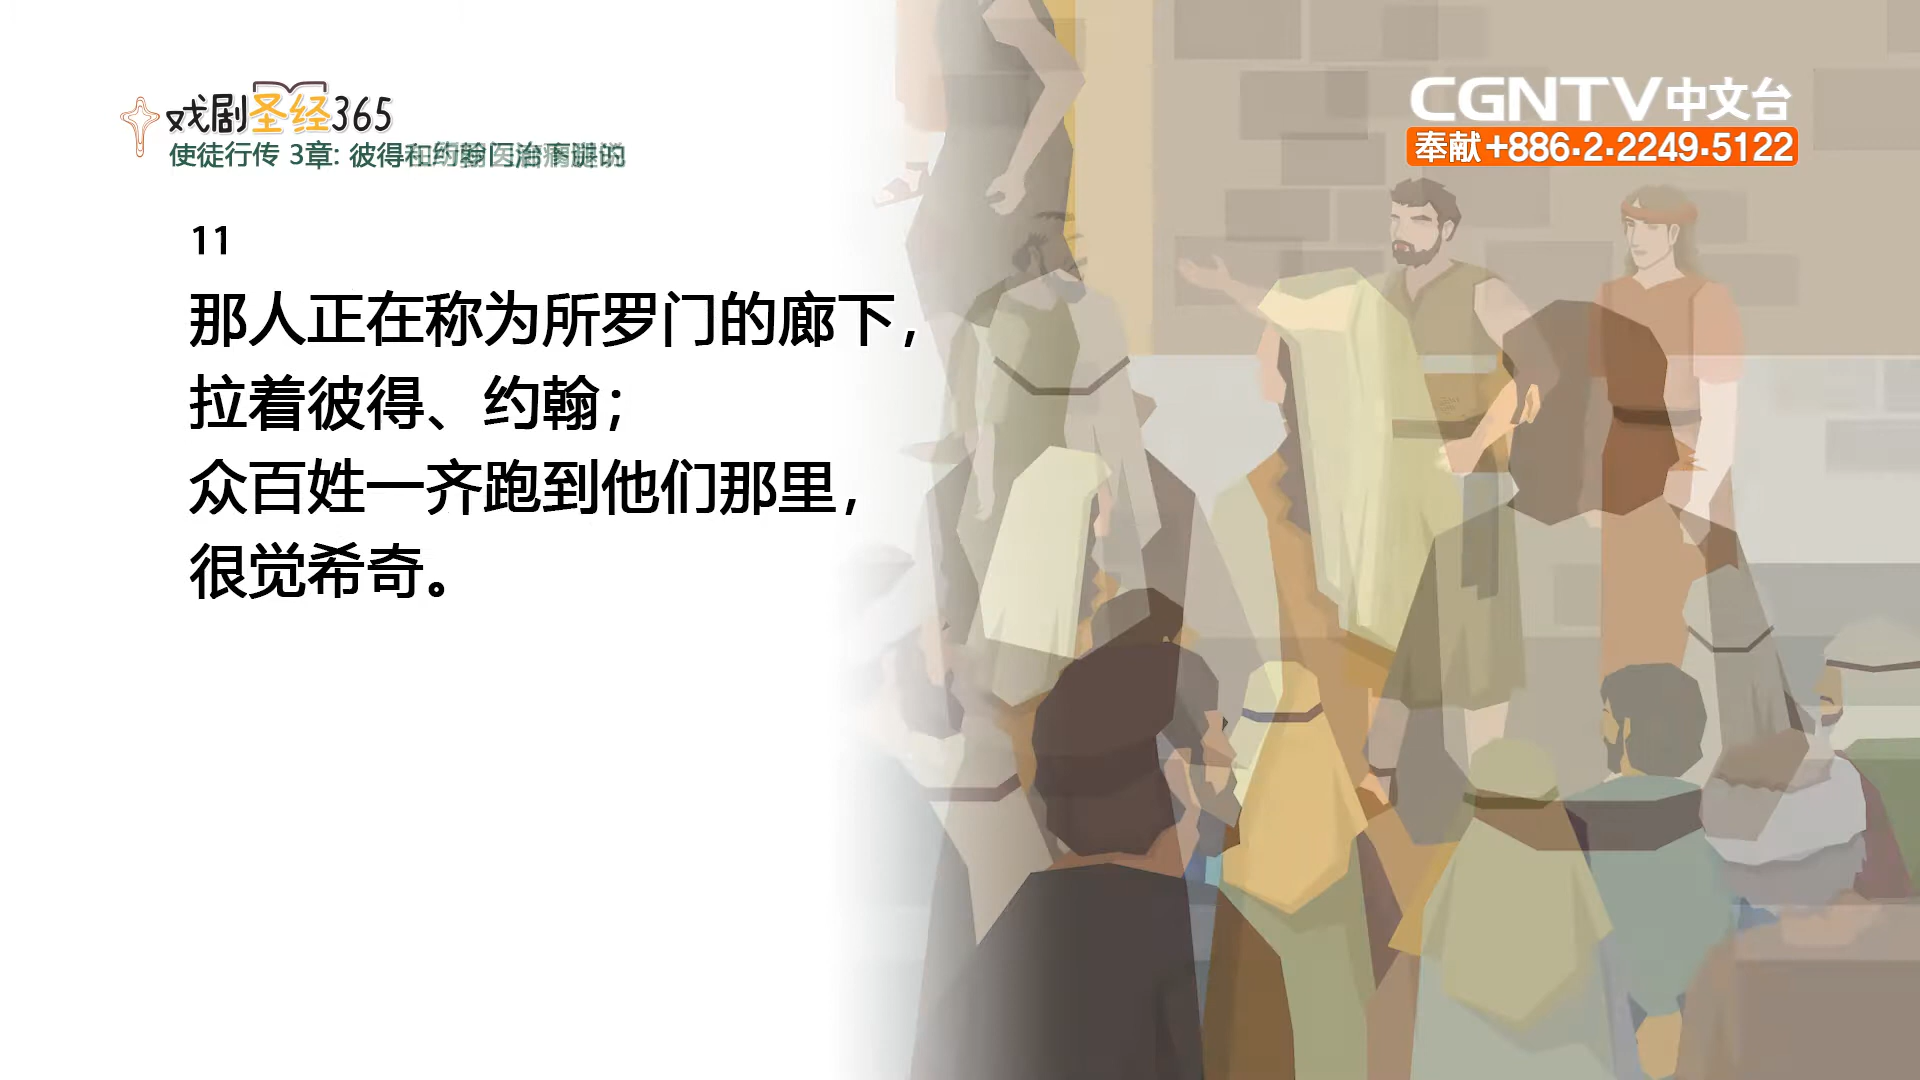 戏剧圣经365
CGNTV中文台
使徒行传 3章: 彼得
奉献+886·2·2249·5122
11
那人正在称为所罗门的廊下，
拉着彼得、约翰；
众百姓一齐跑到他们那里，
很觉希奇。